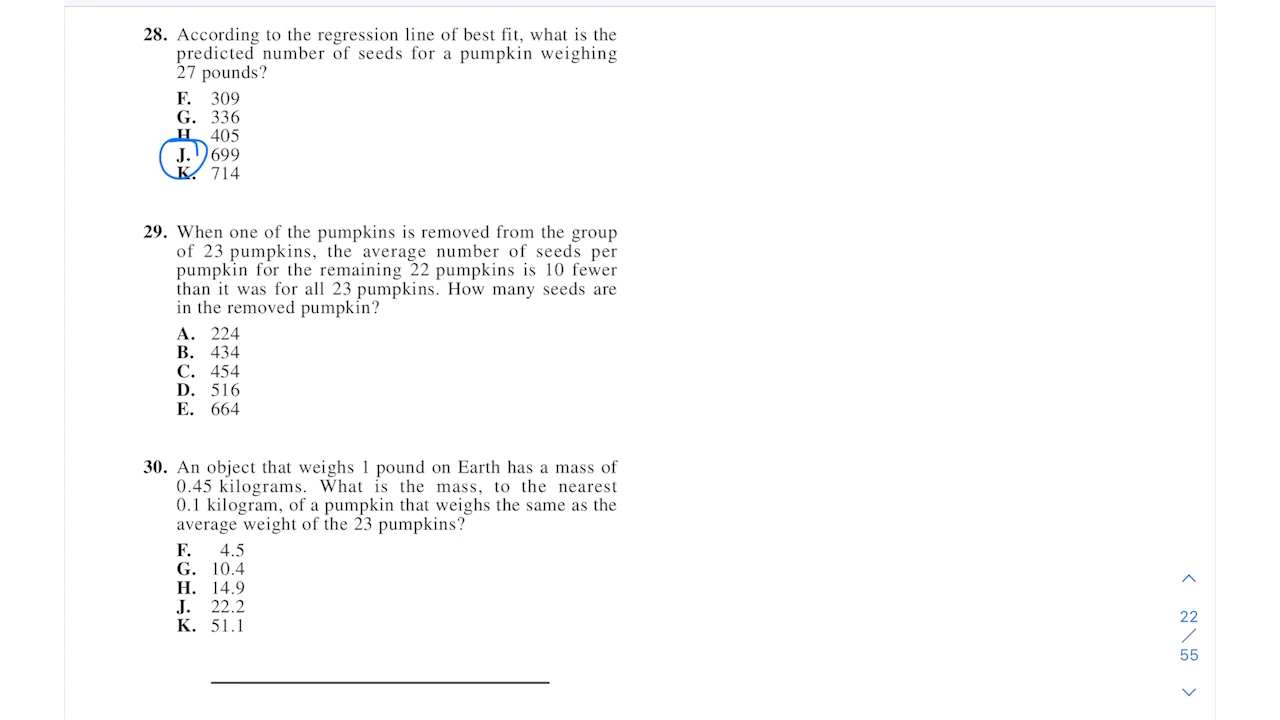 28. According to the regression line of best fit, what is the
predicted number of seeds for a pumpkin weighing
27 pounds?
F. 309
G. 336
H. 405
J. 699
K. 714
29. When one of the pumpkins is removed from the group
of 23 pumpkins, the average number of seeds per
pumpkin for the remaining 22 pumpkins is 10 fewer
than it was for all 23 pumpkins. How many seeds are
in the removed pumpkin?
A. 224
B. 434
C. 454
D. 516
E. 664
30. An object that weighs 1 pound on Earth has a mass of
0.45 kilograms. What is the mass, to the nearest
0.1 kilogram, of a pumpkin that weighs the same as the
average weight of the 23 pumpkins?
F. 4.5
G. 10.4
H. 14.9
J. 22.2
K. 51.1
22
/
55